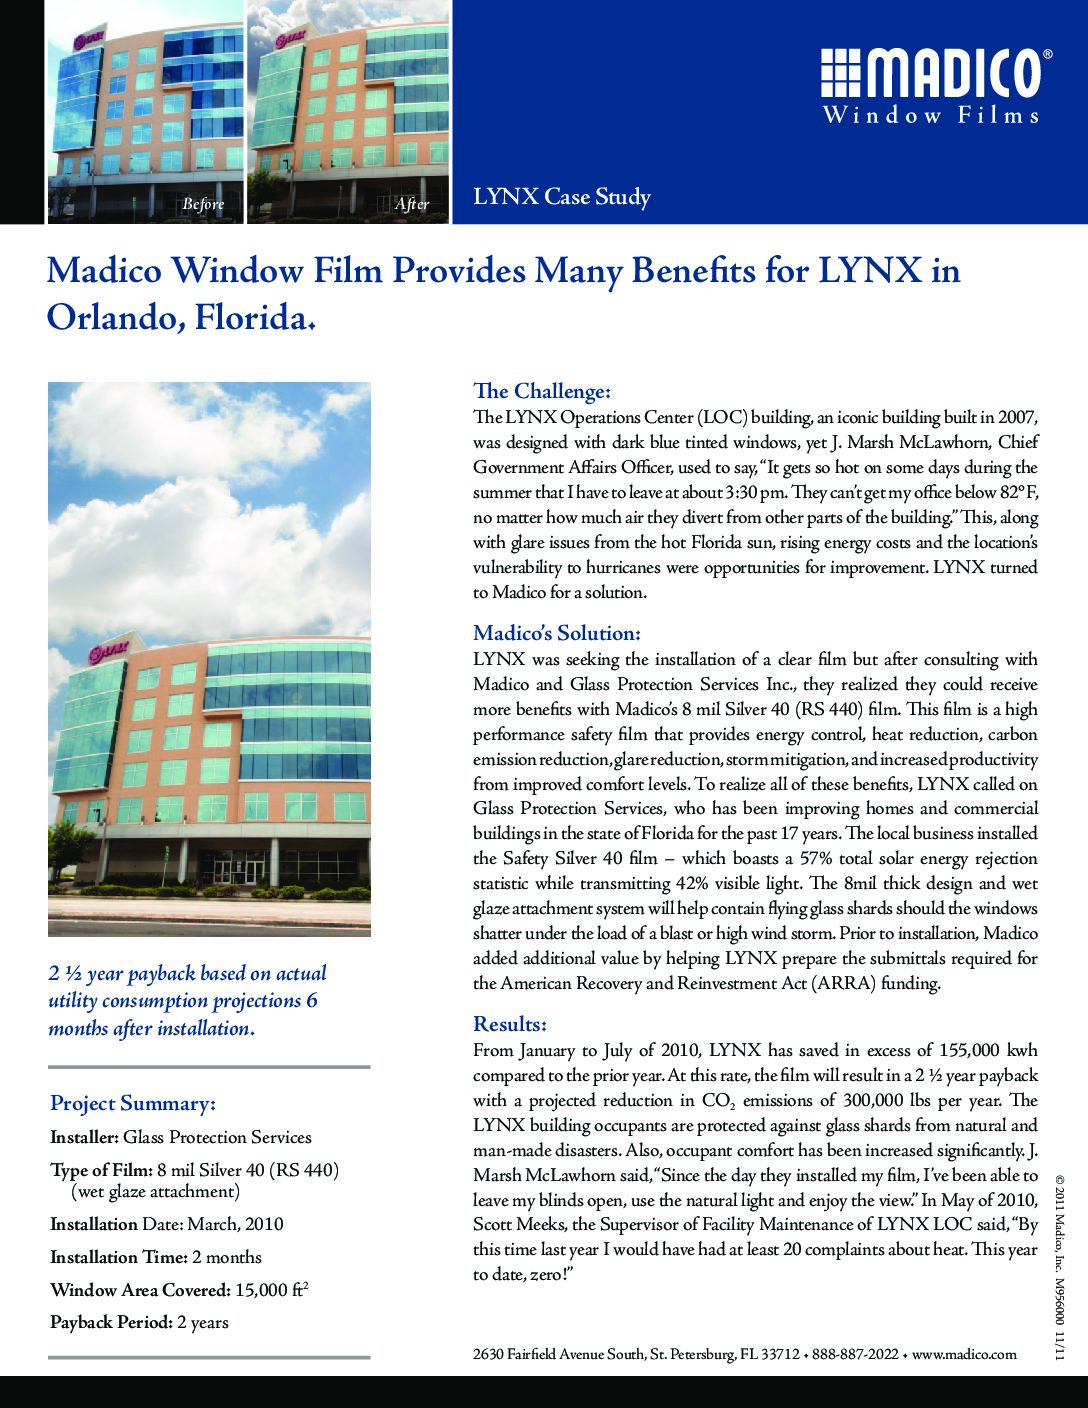 LYNX
LYNX
Before
After
MADICO®
Window Films
LYNX Case Study
Madico Window Film Provides Many Benefits for LYNX in
Orlando, Florida.
LYNX
2 ½ year payback based on actual
utility consumption projections 6
months after installation.
Project Summary:
Installer: Glass Protection Services
Type of Film: 8 mil Silver 40 (RS 440)
(wet glaze attachment)
Installation Date: March, 2010
Installation Time: 2 months
Window Area Covered: 15,000 ft²
Payback Period: 2 years
The Challenge:
The LYNX Operations Center (LOC) building, an iconic building built in 2007,
was designed with dark blue tinted windows, yet J. Marsh McLawhorn, Chief
Government Affairs Officer, used to say, “It gets so hot on some days during the
summer that I have to leave at about 3:30 pm. They can’t get my office below 82°F,
no matter how much air they divert from other parts of the building.” This, along
with glare issues from the hot Florida sun, rising energy costs and the location’s
vulnerability to hurricanes were opportunities for improvement. LYNX turned
to Madico for a solution.
Madico’s Solution:
LYNX was seeking the installation of a clear film but after consulting with
Madico and Glass Protection Services Inc., they realized they could receive
more benefits with Madico’s 8 mil Silver 40 (RS 440) film. This film is a high
performance safety film that provides energy control, heat reduction, carbon
emission reduction, glare reduction, storm mitigation, and increased productivity
from improved comfort levels. To realize all of these benefits, LYNX called on
Glass Protection Services, who has been improving homes and commercial
buildings in the state of Florida for the past 17 years. The local business installed
the Safety Silver 40 film – which boasts a 57% total solar energy rejection
statistic while transmitting 42% visible light. The 8mil thick design and wet
glaze attachment system will help contain flying glass shards should the windows
shatter under the load of a blast or high wind storm. Prior to installation, Madico
added additional value by helping LYNX prepare the submittals required for
the American Recovery and Reinvestment Act (ARRA) funding.
Results:
From January to July of 2010, LYNX has saved in excess of 155,000 kwh
compared to the prior year. At this rate, the film will result in a 2 ½ year payback
with a projected reduction in CO₂ emissions of 300,000 lbs per year. The
LYNX building occupants are protected against glass shards from natural and
man-made disasters. Also, occupant comfort has been increased significantly. J.
Marsh McLawhorn said, “Since the day they installed my film, I’ve been able to
leave my blinds open, use the natural light and enjoy the view.” In May of 2010,
Scott Meeks, the Supervisor of Facility Maintenance of LYNX LOC said, “By
this time last year I would have had at least 20 complaints about heat. This year
to date, zero!”
2630 Fairfield Avenue South, St. Petersburg, FL 33712 • 888-887-2022 • www.madico.com
© 2011 Madico, Inc. M956000 11/11